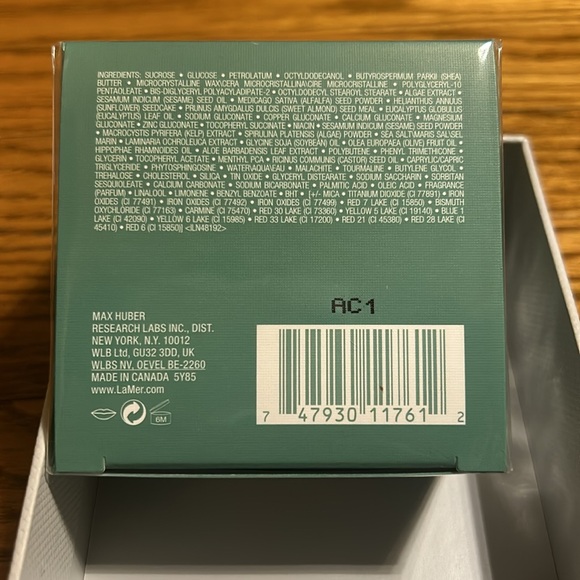 INGREDIENTS: SUCROSE • GLUCOSE • PETROLATUM • OCTYLDODECANOL • BUTYROSPERMUM PARKII (SHEA)
BUTTER • MICROCRYSTALLINE WAX\CERA MICROCRISTALLINA\CIRE MICROCRISTALLINE • POLYGLYCERYL-10
PENTAOLEATE • BIS-DIGLYCERYL POLYACYLADIPATE-2 • OCTYLDODECYL STEAROYL STEARATE • ALGAE EXTRACT •
SESAMUM INDICUM (SESAME) SEED OIL • MEDICAGO SATIVA (ALFALFA) SEED POWDER • HELIANTHUS ANNUUS
(SUNFLOWER) SEEDCAKE • PRUNUS AMYGDALUS DULCIS (SWEET ALMOND) SEED MEAL • EUCALYPTUS GLOBULUS
(EUCALYPTUS) LEAF OIL • SODIUM GLUCONATE • COPPER GLUCONATE • CALCIUM GLUCONATE • MAGNESIUM
GLUCONATE • ZINC GLUCONATE • TOCOPHERYL SUCCINATE • NIACIN • SESAMUM INDICUM (SESAME) SEED POWDER
• MACROCYSTIS PYRIFERA (KELP) EXTRACT • SPIRULINA PLATENSIS (ALGAE) POWDER • SEA SALT\MARIS SAL\SEL
MARIN • LAMINARIA OCHROLEUCA EXTRACT • GLYCINE SOJA (SOYBEAN) OIL • OLEA EUROPAEA (OLIVE) FRUIT OIL •
HIPPOPHAE RHAMNOIDES OIL • ALOE BARBADENSIS LEAF EXTRACT • POLYBUTENE • PHENYL TRIMETHICONE •
GLYCERIN • TOCOPHERYL ACETATE • MENTHYL PCA • RICINUS COMMUNIS (CASTOR) SEED OIL • CAPRYLIC/CAPRIC
TRIGLYCERIDE • PHYTOSPHINGOSINE • WATER\AQUA\EAU • MALACHITE • TOURMALINE • BUTYLENE GLYCOL •
TREHALOSE • CHOLESTEROL • SILICA • TIN OXIDE • GLYCERYL DISTEARATE • SODIUM SACCHARIN • SORBITAN
SESQUIOLEATE • CALCIUM CARBONATE • SODIUM BICARBONATE • PALMITIC ACID • OLEIC ACID • FRAGRANCE
(PARFUM) • LINALOOL • LIMONENE • BENZYL BENZOATE • BHT • [+/- MICA • TITANIUM DIOXIDE (CI 77891) • IRON
OXIDES (CI 77491) • IRON OXIDES (CI 77492) • IRON OXIDES (CI 77499) • RED 7 LAKE (CI 15850) • BISMUTH
OXYCHLORIDE (CI 77163) • CARMINE (CI 75470) • RED 30 LAKE (CI 73360) • YELLOW 5 LAKE (CI 19140) • BLUE 1
LAKE (CI 42090) • YELLOW 6 LAKE (CI 15985) • RED 33 LAKE (CI 17200) • RED 21 (CI 45380) • RED 28 LAKE (CI
45410) • RED 6 (CI 15850)] <ILN48192>
AC1
MAX HUBER
RESEARCH LABS INC., DIST.
NEW YORK, N.Y. 10012
WLB Ltd, GU32 3DD, UK
WLBS NV, OEVEL BE-2260
MADE IN CANADA 5Y85
www.LaMer.com
6M
7 47930 11761 2